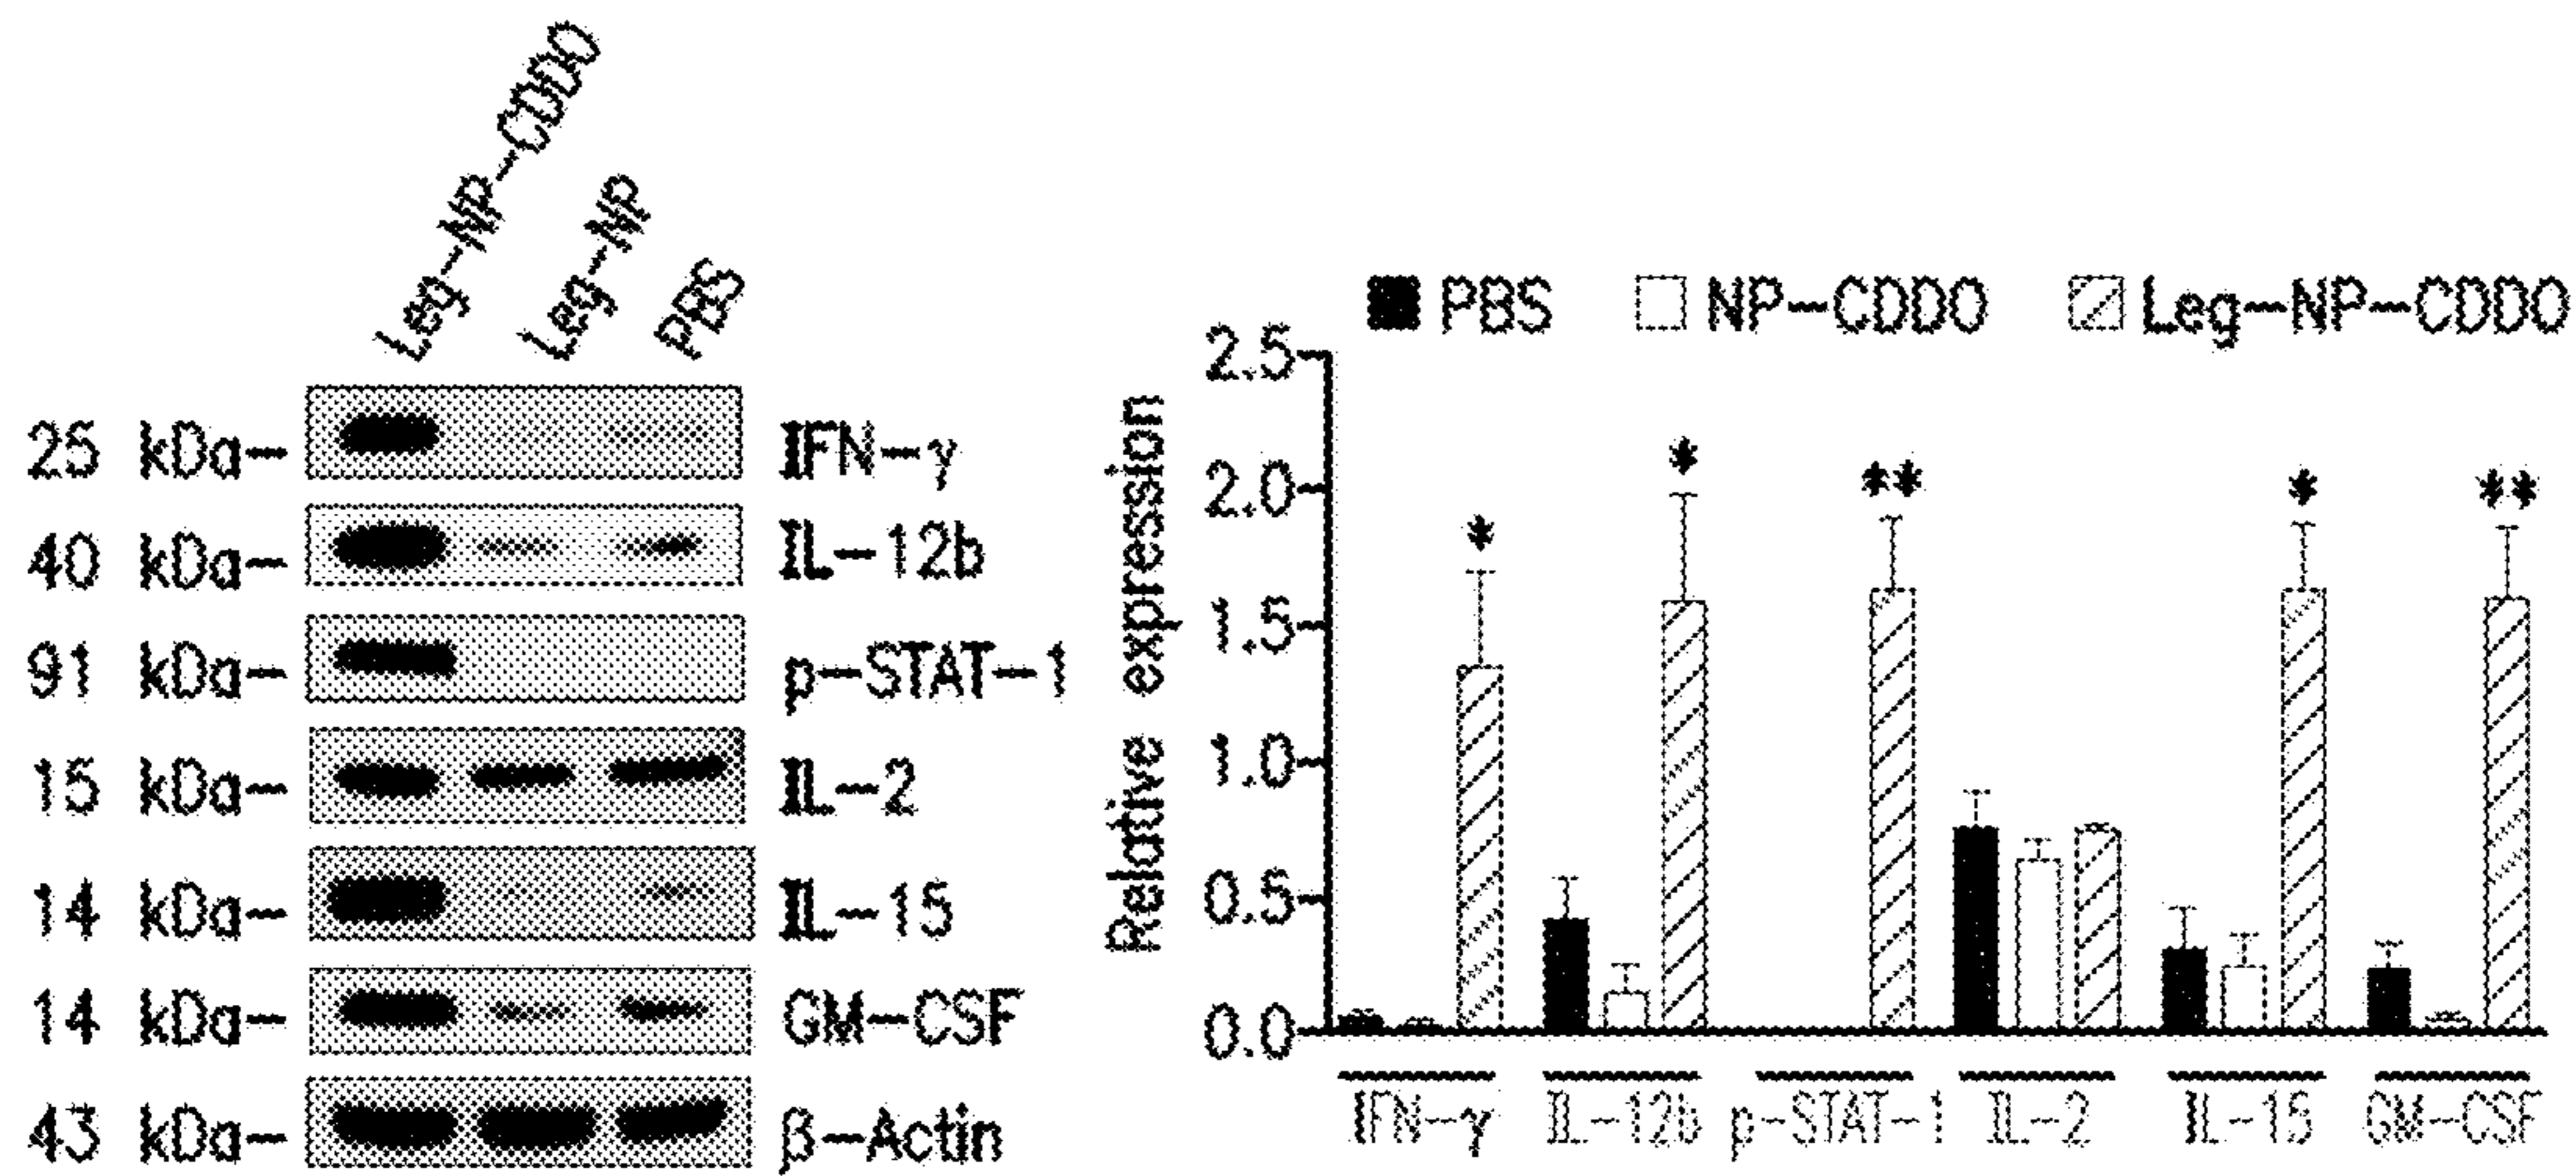 Leg-NP-CDDO
Leg-NP
PBS
25 kDa- IFN-γ
40 kDa- IL-12b
91 kDa- p-STAT-1
15 kDa- IL-2
14 kDa- IL-15
14 kDa- GM-CSF
43 kDa- β-Actin
PBS NP-CDDO Leg-NP-CDDO
Relative expression
2.5
2.0
1.5
1.0
0.5
0.0
* * ** * **
IFN-γ IL-12b p-STAT-1 IL-2 IL-15 GM-CSF